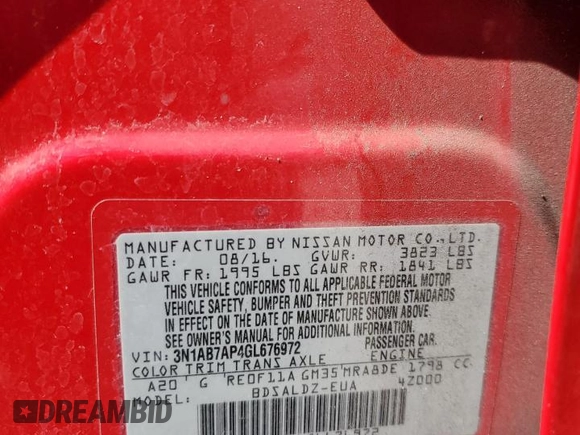 MANUFACTURED BY NISSAN MOTOR CO.,LTD.
DATE: 08/16. GVWR: 3823 LBS
GAWR FR: 1995 LBS GAWR RR: 1841 LBS
THIS VEHICLE CONFORMS TO ALL APPLICABLE FEDERAL MOTOR
VEHICLE SAFETY, BUMPER AND THEFT PREVENTION STANDARDS
IN EFFECT ON THE DATE OF MANUFACTURE SHOWN ABOVE.
SEE OWNER'S MANUAL FOR ADDITIONAL INFORMATION.
VIN: 3N1AB7AP4GL676972 PASSENGER CAR.
COLOR TRIM TRANS AXLE ENGINE
A20 G RE0F11A GM35 MRA8DE 1798 CC
BDSALDZ-EUA 4Z000
DREAMBID